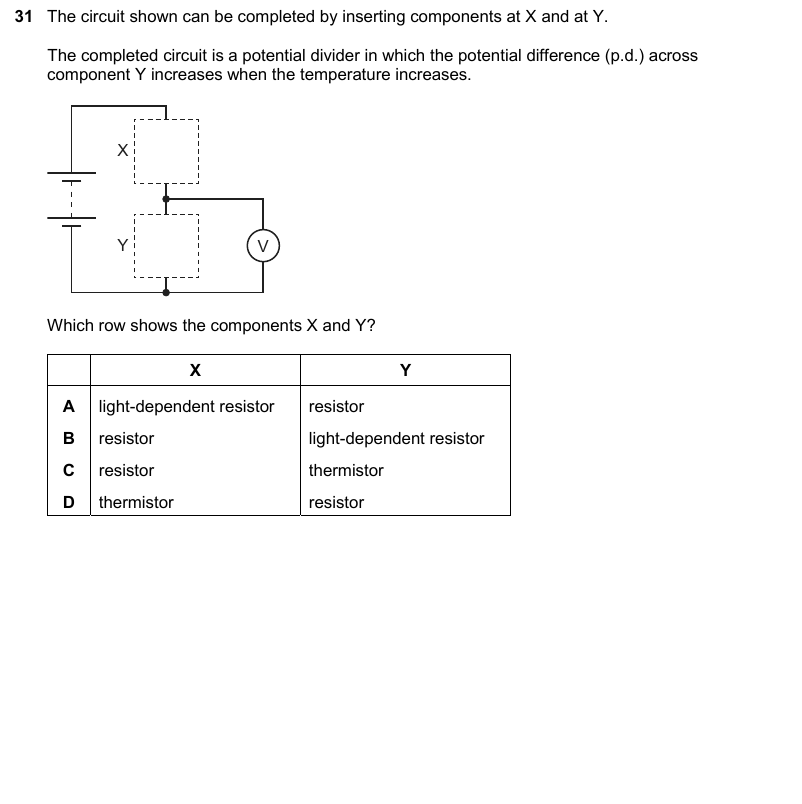 31 The circuit shown can be completed by inserting components at X and at Y.
The completed circuit is a potential divider in which the potential difference (p.d.) across
component Y increases when the temperature increases.
X
Y
V
Which row shows the components X and Y?
X Y
A light-dependent resistor resistor
B resistor light-dependent resistor
C resistor thermistor
D thermistor resistor